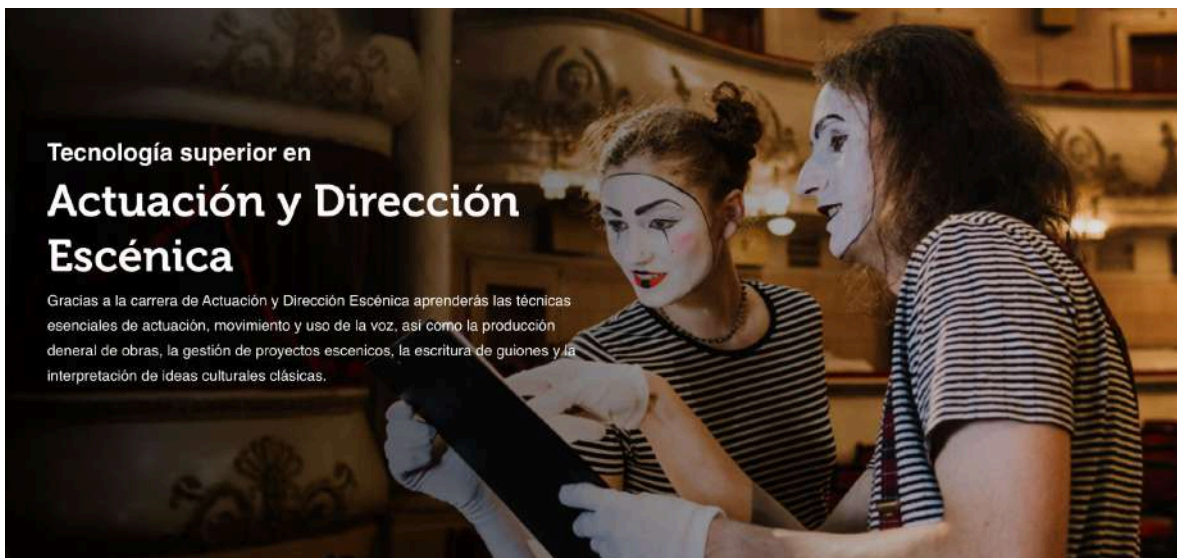 Tecnología superior en
Actuación y Dirección
Escénica
Gracias a la carrera de Actuación y Dirección Escénica aprenderás las técnicas
esenciales de actuación, movimiento y uso de la voz, asi como la producción
deneral de obras, la gestión de proyectos escenicos, la escritura de guiones y la
interpretación de ideas culturales clásicas.